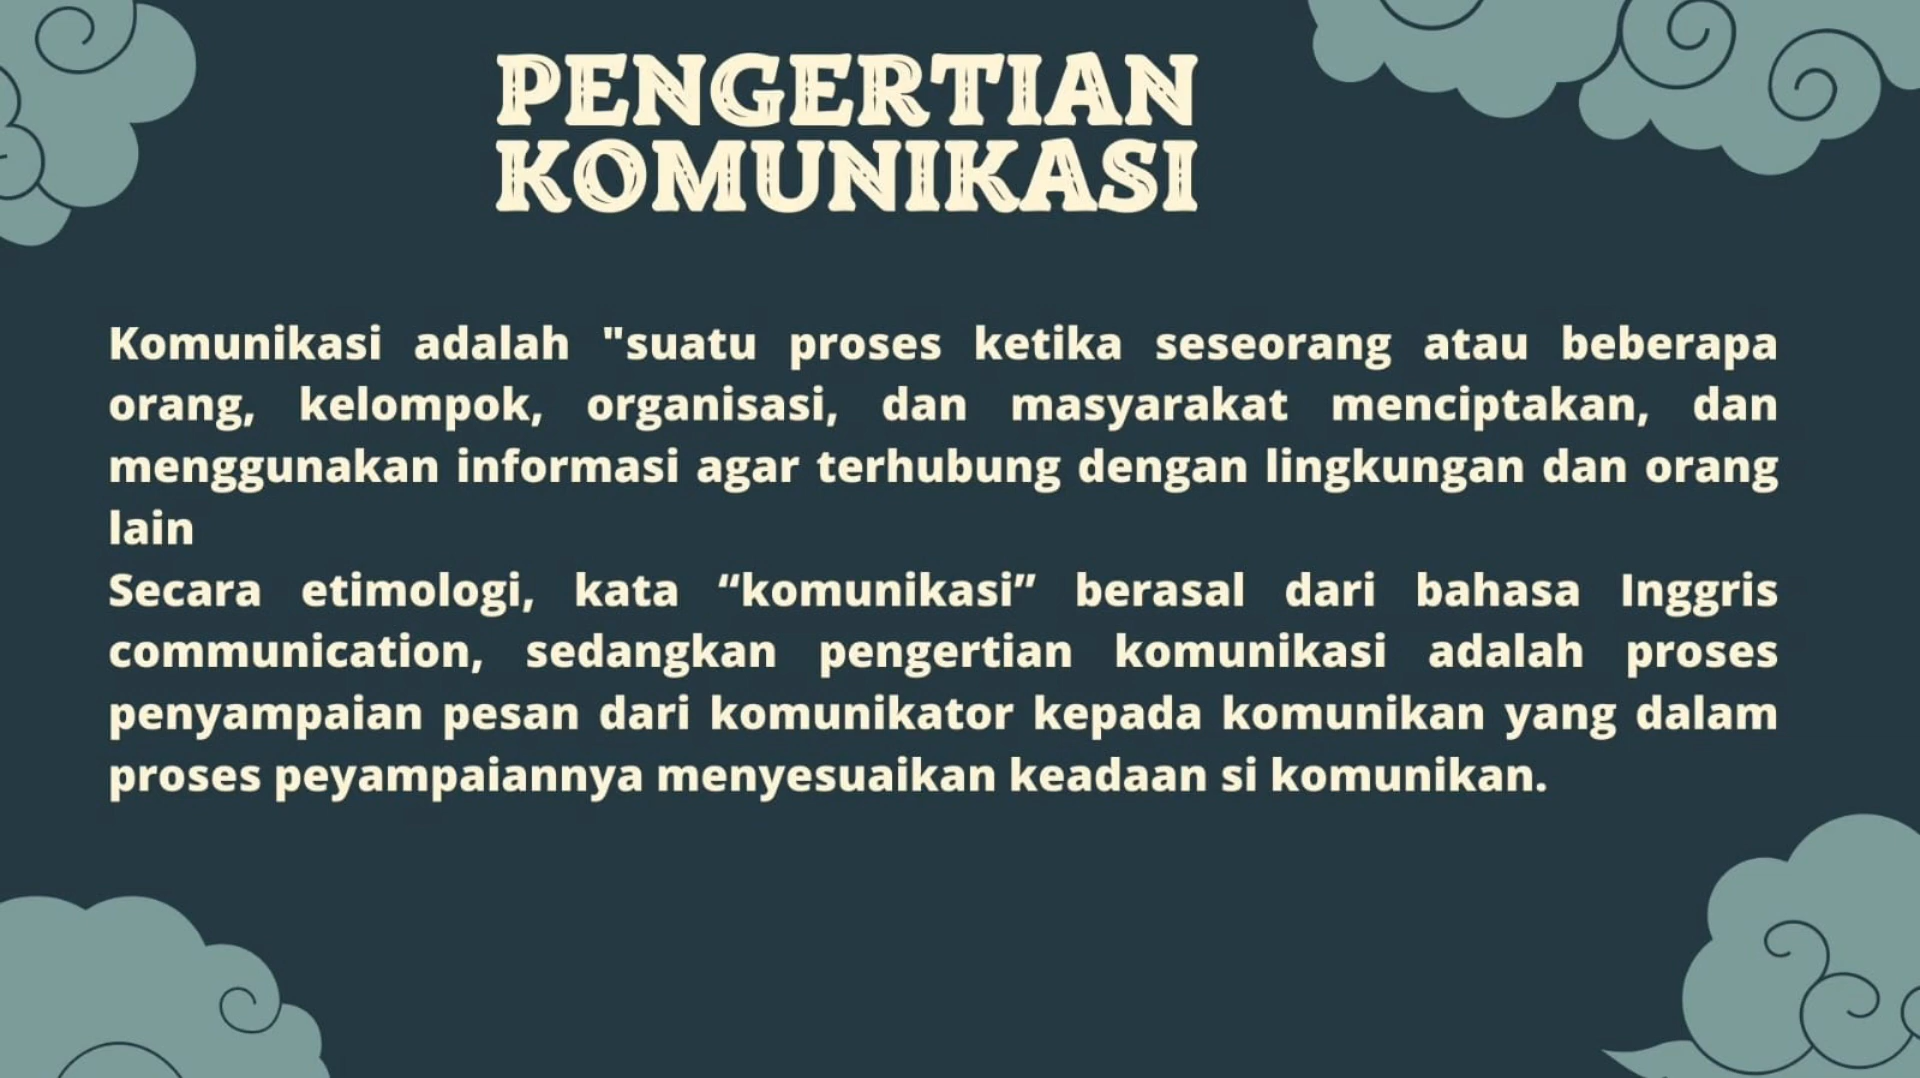 PENGERTIAN
KOMUNIKASI
Komunikasi adalah "suatu proses ketika seseorang atau beberapa
orang, kelompok, organisasi, dan masyarakat menciptakan, dan
menggunakan informasi agar terhubung dengan lingkungan dan orang
lain
Secara etimologi, kata “komunikasi” berasal dari bahasa Inggris
communication, sedangkan pengertian komunikasi adalah proses
penyampaian pesan dari komunikator kepada komunikan yang dalam
proses peyampaiannya menyesuaikan keadaan si komunikan.